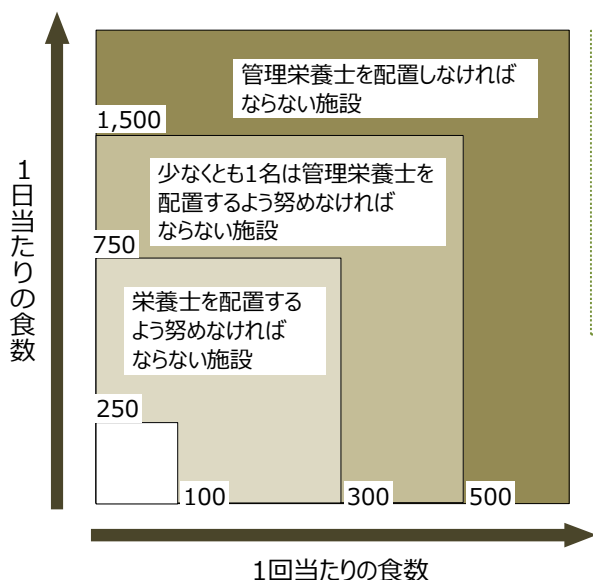 管理栄養士を配置しなければ
ならない施設
1,500
少なくとも1名は管理栄養士を
配置するよう努めなければ
ならない施設
750
栄養士を配置する
よう努めなければ
ならない施設
250
100
300
500
1日当たりの食数
1回当たりの食数